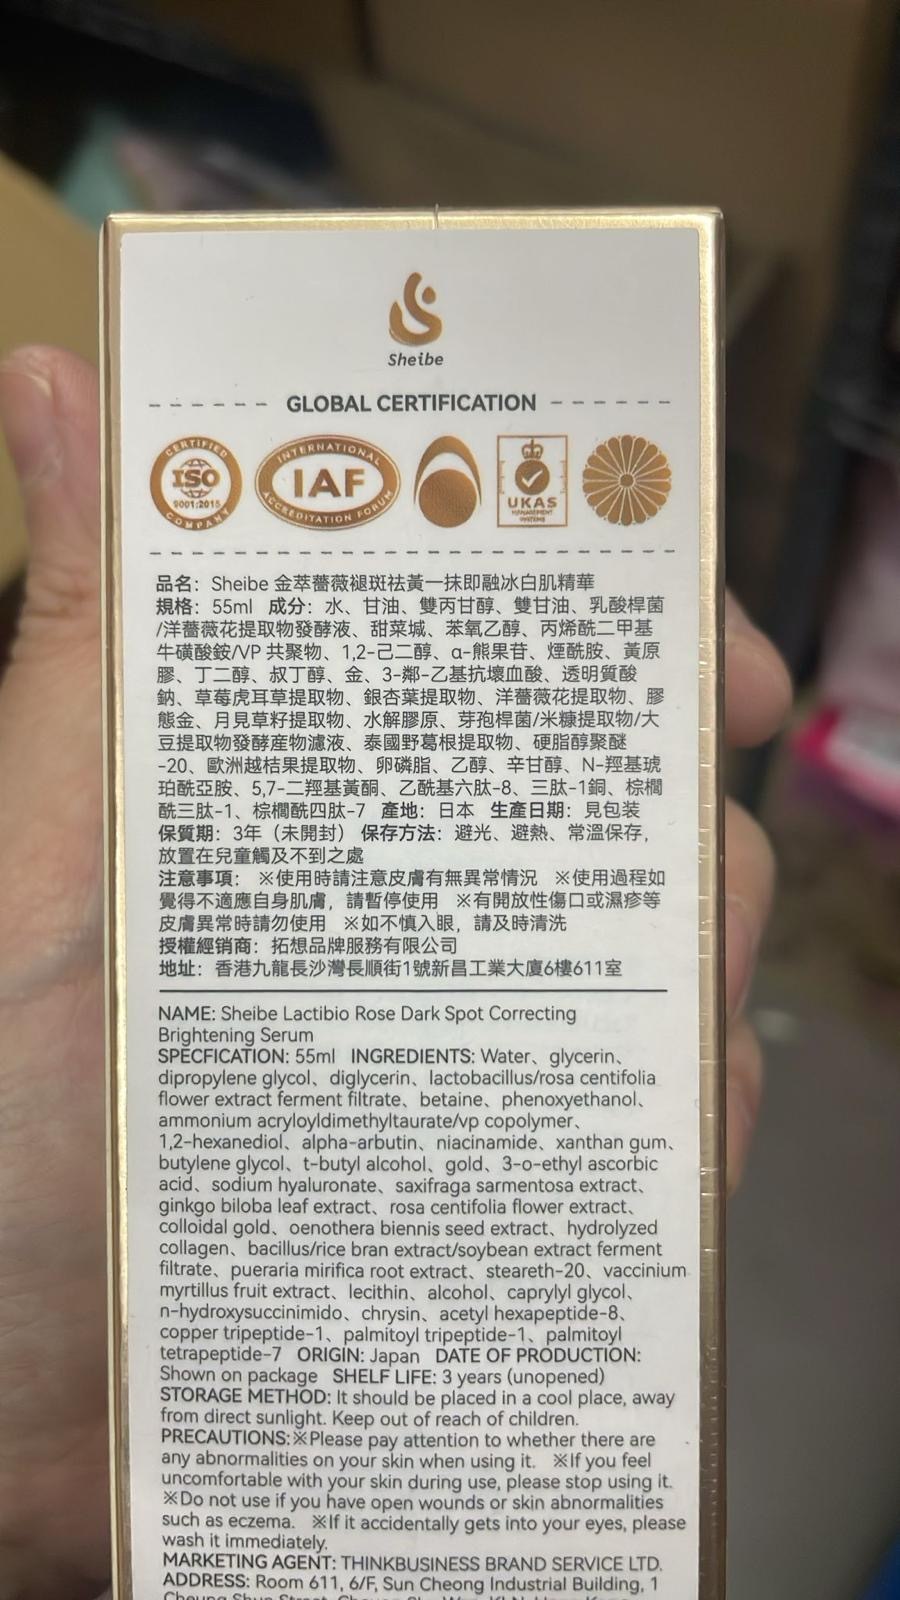 Sheibe
GLOBAL CERTIFICATION
CERTIFIED
ISO
9001:2015
COMPANY
INTERNATIONAL
IAF
ACCREDITATION FORUM
UKAS
MANAGEMENT
SYSTEMS
品名：Sheibe 金萃薔薇褪斑祛黃一抹即融冰白肌精華
規格：55ml 成分：水、甘油、雙丙甘醇、雙甘油、乳酸桿菌
/洋薔薇花提取物發酵液、甜菜堿、苯氧乙醇、丙烯酰二甲基
牛磺酸銨/VP 共聚物、1,2-己二醇、α-熊果苷、煙酰胺、黃原
膠、丁二醇、叔丁醇、金、3-鄰-乙基抗壞血酸、透明質酸
鈉、草莓虎耳草提取物、銀杏葉提取物、洋薔薇花提取物、膠
態金、月見草籽提取物、水解膠原、芽孢桿菌/米糠提取物/大
豆提取物發酵産物濾液、泰國野葛根提取物、硬脂醇聚醚
-20、歐洲越桔果提取物、卵磷脂、乙醇、辛甘醇、N-羥基琥
珀酰亞胺、5,7-二羥基黃酮、乙酰基六肽-8、三肽-1銅、棕櫚
酰三肽-1、棕櫚酰四肽-7 產地：日本 生產日期：見包裝
保質期：3年（未開封） 保存方法：避光、避熱、常溫保存，
放置在兒童觸及不到之處
注意事項： ※使用時請注意皮膚有無異常情況 ※使用過程如
覺得不適應自身肌膚，請暫停使用 ※有開放性傷口或濕疹等
皮膚異常時請勿使用 ※如不慎入眼，請及時清洗
授權經銷商：拓想品牌服務有限公司
地址：香港九龍長沙灣長順街1號新昌工業大廈6樓611室
NAME: Sheibe Lactibio Rose Dark Spot Correcting
Brightening Serum
SPECFICATION: 55ml INGREDIENTS: Water、glycerin、
dipropylene glycol、diglycerin、lactobacillus/rosa centifolia
flower extract ferment filtrate、betaine、phenoxyethanol、
ammonium acryloyldimethyltaurate/vp copolymer、
1,2-hexanediol、alpha-arbutin、niacinamide、xanthan gum、
butylene glycol、t-butyl alcohol、gold、3-o-ethyl ascorbic
acid、sodium hyaluronate、saxifraga sarmentosa extract、
ginkgo biloba leaf extract、rosa centifolia flower extract、
colloidal gold、oenothera biennis seed extract、hydrolyzed
collagen、bacillus/rice bran extract/soybean extract ferment
filtrate、pueraria mirifica root extract、steareth-20、vaccinium
myrtillus fruit extract、lecithin、alcohol、caprylyl glycol、
n-hydroxysuccinimido、chrysin、acetyl hexapeptide-8、
copper tripeptide-1、palmitoyl tripeptide-1、palmitoyl
tetrapeptide-7 ORIGIN: Japan DATE OF PRODUCTION:
Shown on package SHELF LIFE: 3 years (unopened)
STORAGE METHOD: It should be placed in a cool place, away
from direct sunlight. Keep out of reach of children.
PRECAUTIONS:※Please pay attention to whether there are
any abnormalities on your skin when using it. ※If you feel
uncomfortable with your skin during use, please stop using it.
※Do not use if you have open wounds or skin abnormalities
such as eczema. ※If it accidentally gets into your eyes, please
wash it immediately.
MARKETING AGENT: THINKBUSINESS BRAND SERVICE LTD.
ADDRESS: Room 611, 6/F, Sun Cheong Industrial Building, 1